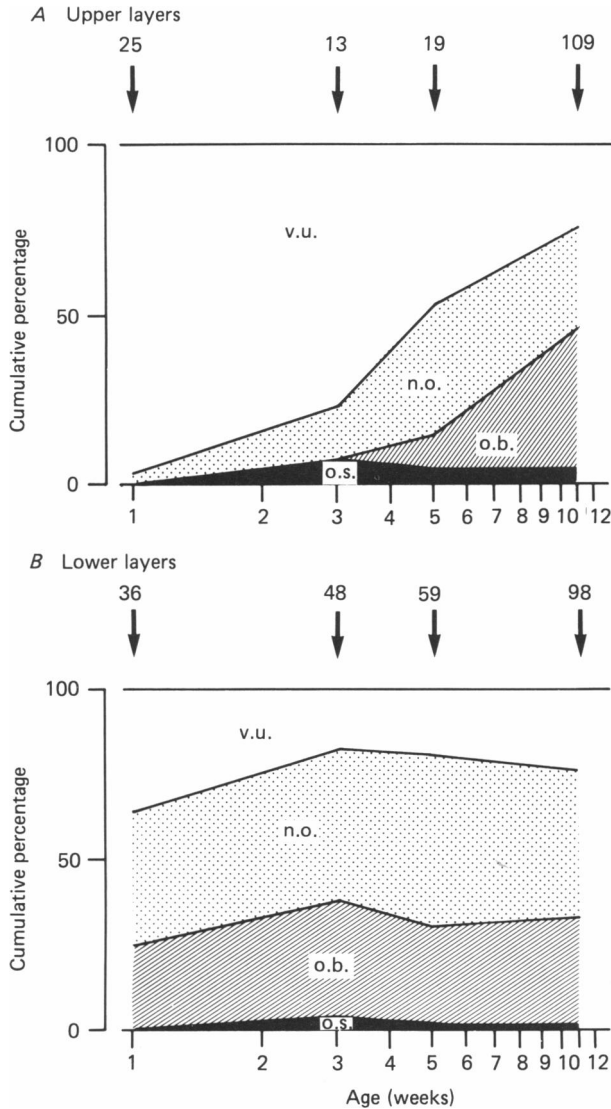 A Upper layers
25 13 19 109
100
v.u.
50
n.o.
o.b.
o.s.
0
1 2 3 4 5 6 7 8 9 10 12
Cumulative percentage
B Lower layers
36 48 59 98
100
v.u.
n.o.
50
o.b.
o.s.
0
1 2 3 4 5 6 7 8 9 10 12
Cumulative percentage
Age (weeks)